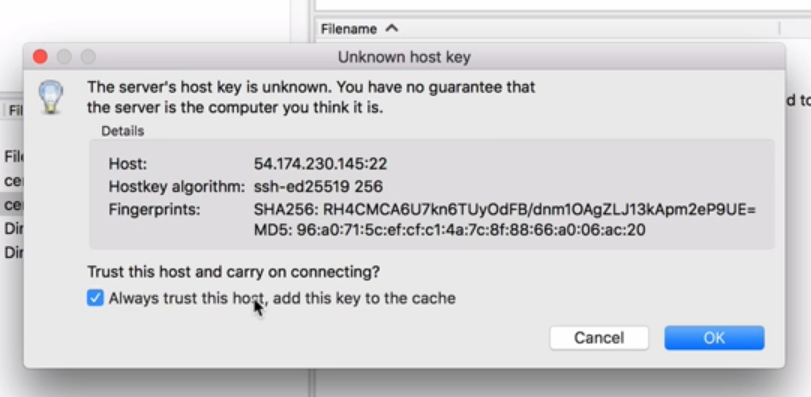 Filename
Unknown host key
The server's host key is unknown. You have no guarantee that
the server is the computer you think it is.
Details
Host: 54.174.230.145:22
Hostkey algorithm: ssh-ed25519 256
Fingerprints: SHA256: RH4CMCA6U7kn6TUyOdFB/dnm1OAgZLJ13kApm2eP9UE=
MD5: 96:a0:71:5c:ef:cf:c1:4a:7c:8f:88:66:a0:06:ac:20
Trust this host and carry on connecting?
Always trust this host, add this key to the cache
Cancel
OK
Fil
File
cer
cer
Dir
Dir
d to